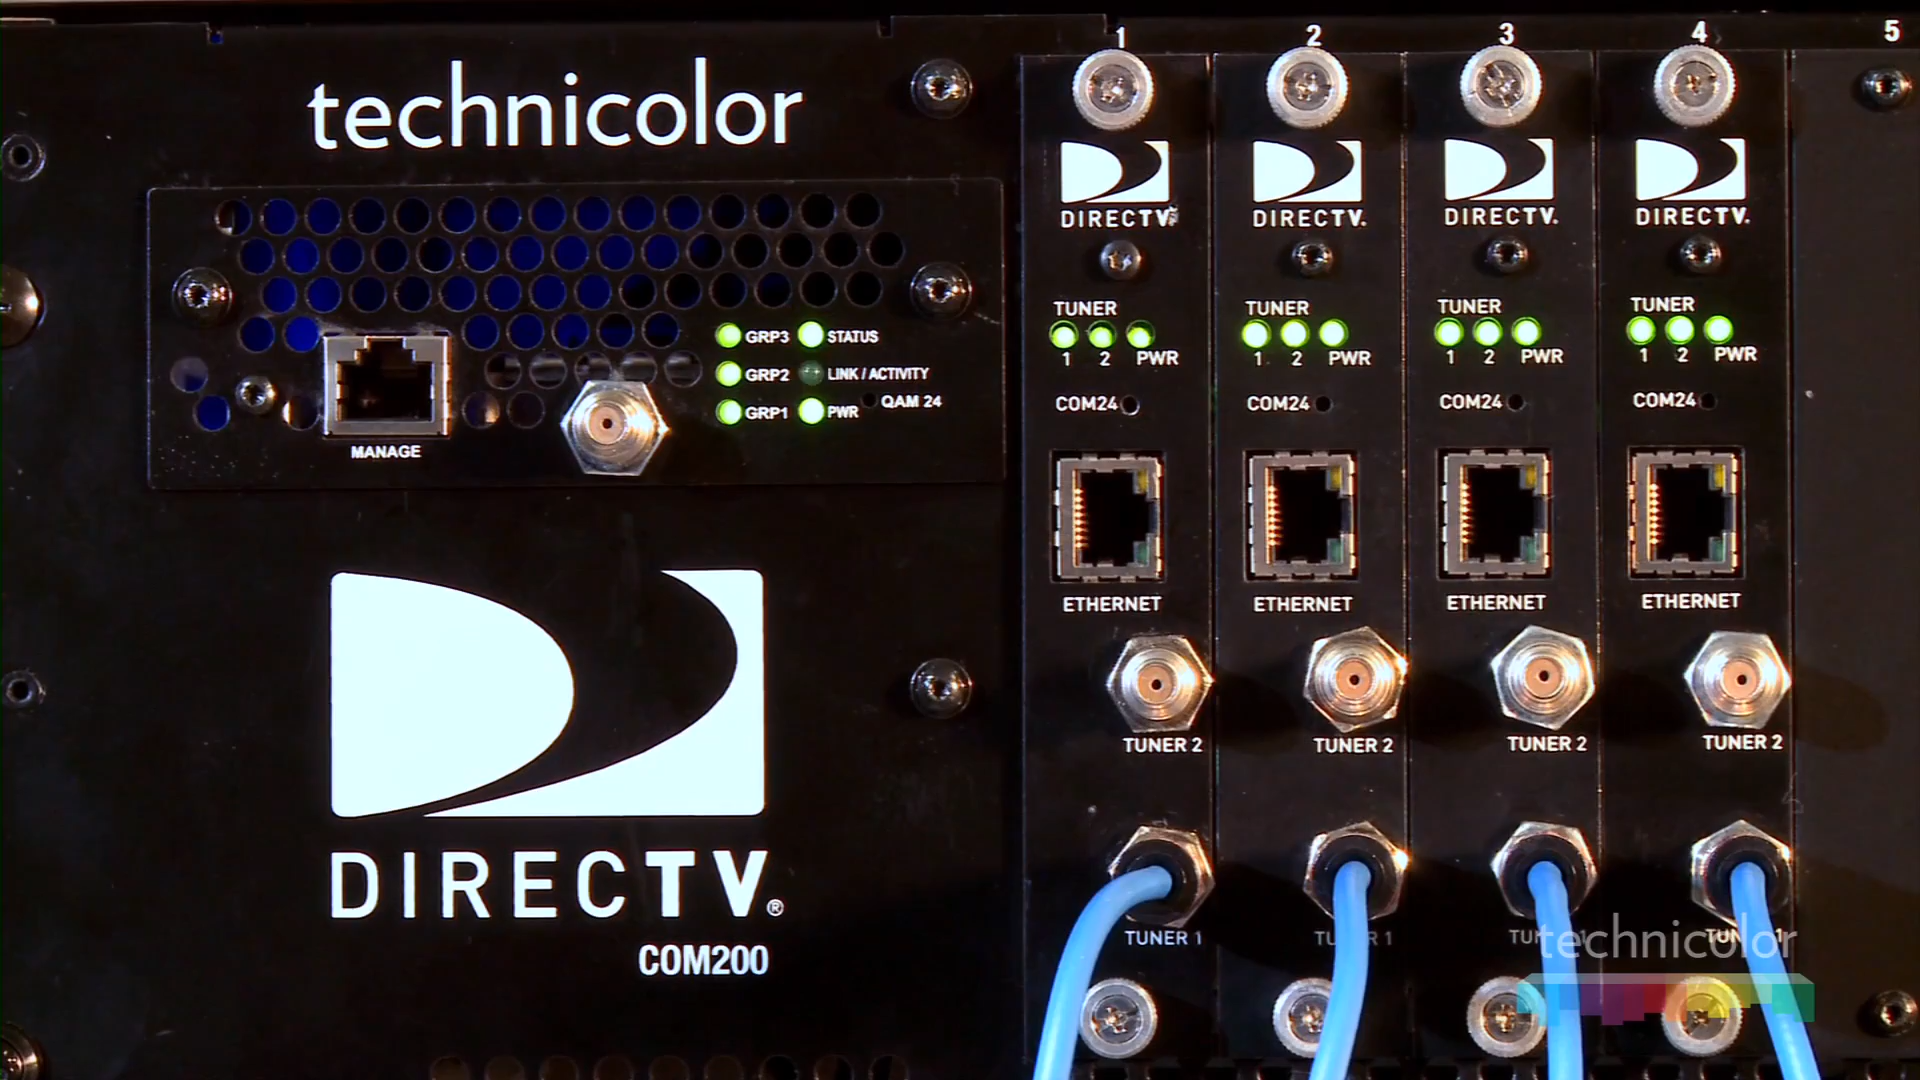 technicolor
GRP3 STATUS
GRP2 LINK / ACTIVITY
GRP1 PWR QAM 24
MANAGE
DIRECTV®
COM200
1
DIRECTV
TUNER
1 2 PWR
COM24
ETHERNET
TUNER 2
TUNER 1
2
DIRECTV.
TUNER
1 2 PWR
COM24
ETHERNET
TUNER 2
TUNER 1
3
DIRECTV.
TUNER
1 2 PWR
COM24
ETHERNET
TUNER 2
4
DIRECTV.
TUNER
1 2 PWR
COM24
ETHERNET
TUNER 2
5
technicolor